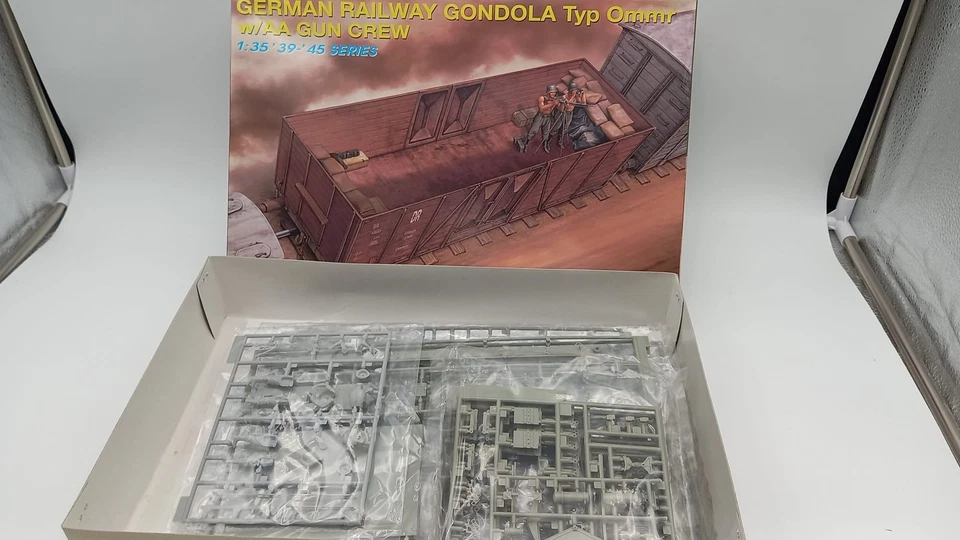 GERMAN RAILWAY GONDOLA Typ Ommr
w/AA GUN CREW
1:35 '39-'45 SERIES
DR